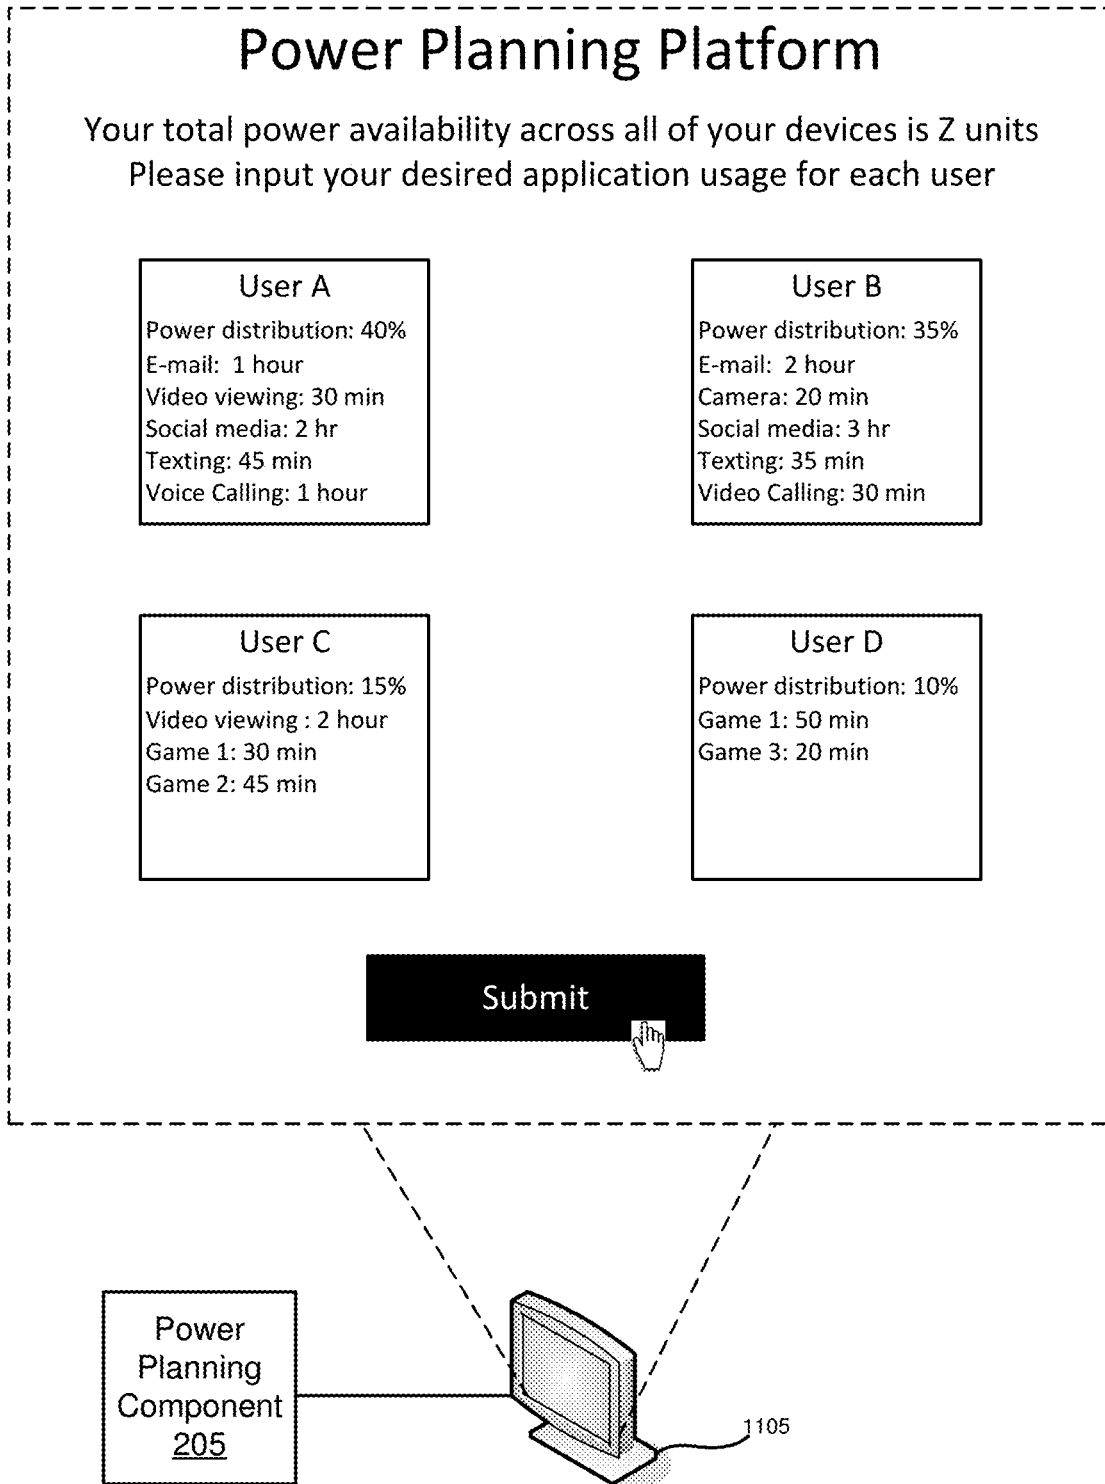 Power Planning Platform
Your total power availability across all of your devices is Z units
Please input your desired application usage for each user
User A
Power distribution: 40%
E-mail: 1 hour
Video viewing: 30 min
Social media: 2 hr
Texting: 45 min
Voice Calling: 1 hour
User B
Power distribution: 35%
E-mail: 2 hour
Camera: 20 min
Social media: 3 hr
Texting: 35 min
Video Calling: 30 min
User C
Power distribution: 15%
Video viewing : 2 hour
Game 1: 30 min
Game 2: 45 min
User D
Power distribution: 10%
Game 1: 50 min
Game 3: 20 min
Submit
Power
Planning
Component
205
1105